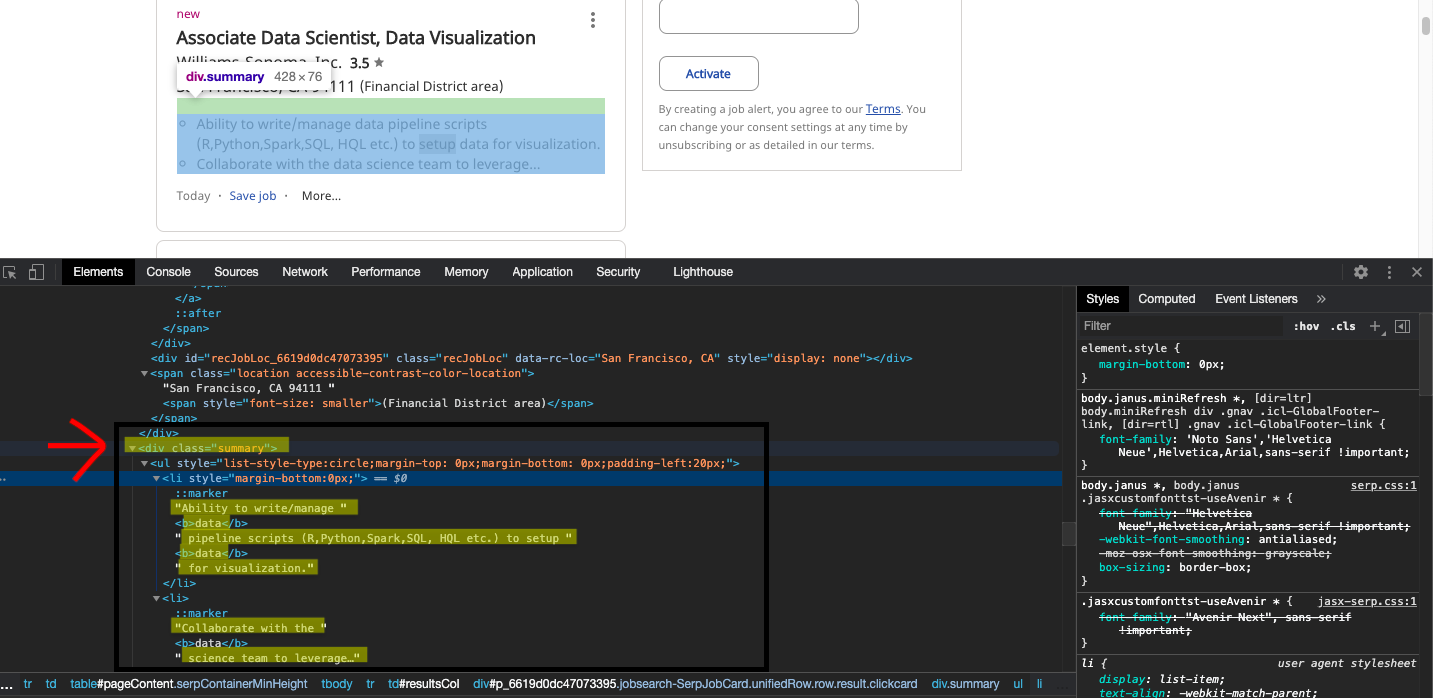 new
Associate Data Scientist, Data Visualization
Williams-Sonoma, Inc. 3.5 ★
div.summary 428 × 76
San Francisco, CA 94111 (Financial District area)
Ability to write/manage data pipeline scripts
(R,Python,Spark,SQL, HQL etc.) to setup data for visualization.
Collaborate with the data science team to leverage...
Today · Save job · More...
Activate
By creating a job alert, you agree to our Terms. You
can change your consent settings at any time by
unsubscribing or as detailed in our terms.
Elements Console Sources Network Performance Memory Application Security Lighthouse
</a>
::after
</span>
</div>
<div id="recJobLoc_6619d0dc47073395" class="recJobLoc" data-rc-loc="San Francisco, CA" style="display: none"></div>
▼<span class="location accessible-contrast-color-location">
"San Francisco, CA 94111 "
<span style="font-size: smaller">(Financial District area)</span>
</span>
</div>
▼<div class="summary">
▼<ul style="list-style-type:circle;margin-top: 0px;margin-bottom: 0px;padding-left:20px;">
▼<li style="margin-bottom:0px;"> == $0
::marker
"Ability to write/manage "
<b>data</b>
" pipeline scripts (R,Python,Spark,SQL, HQL etc.) to setup "
<b>data</b>
" for visualization."
</li>
▼<li>
::marker
"Collaborate with the "
<b>data</b>
" science team to leverage…"
... tr td table#pageContent.serpContainerMinHeight tbody tr td#resultsCol div#p_6619d0dc47073395.jobsearch-SerpJobCard.unifiedRow.row.result.clickcard div.summary ul li
Styles Computed Event Listeners »
Filter :hov .cls +
element.style {
margin-bottom: 0px;
}
body.janus.miniRefresh *, [dir=ltr]
body.miniRefresh div .gnav .icl-GlobalFooter-
link, [dir=rtl] .gnav .icl-GlobalFooter-link {
font-family: 'Noto Sans','Helvetica
Neue',Helvetica,Arial,sans-serif !important;
}
body.janus *, body.janus serp.css:1
.jasxcustomfonttst-useAvenir * {
font-family: "Helvetica
Neue",Helvetica,Arial,sans-serif !important;
-webkit-font-smoothing: antialiased;
-moz-osx-font-smoothing: grayscale;
box-sizing: border-box;
}
.jasxcustomfonttst-useAvenir * { jasx-serp.css:1
font-family: "Avenir Next", sans-serif
!important;
}
li { user agent stylesheet
display: list-item;
text-align: -webkit-match-parent;